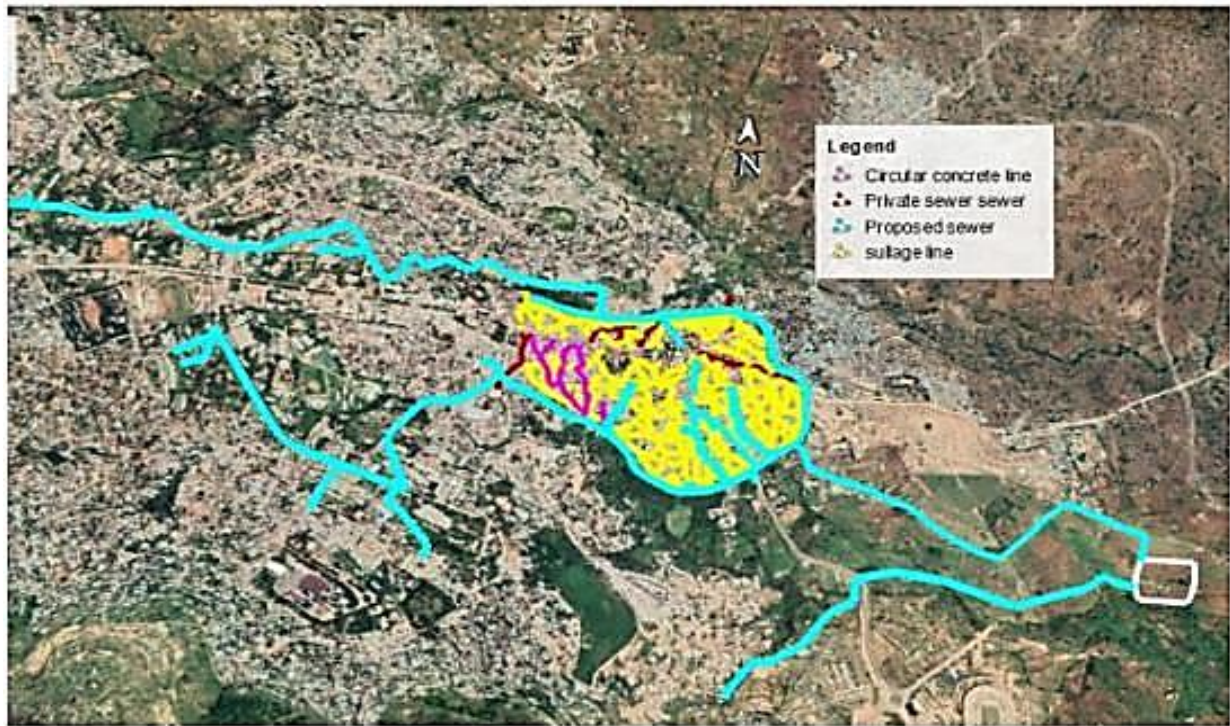 N
Legend
Circular concrete line
Private sewer sewer
Proposed sewer
sullage line